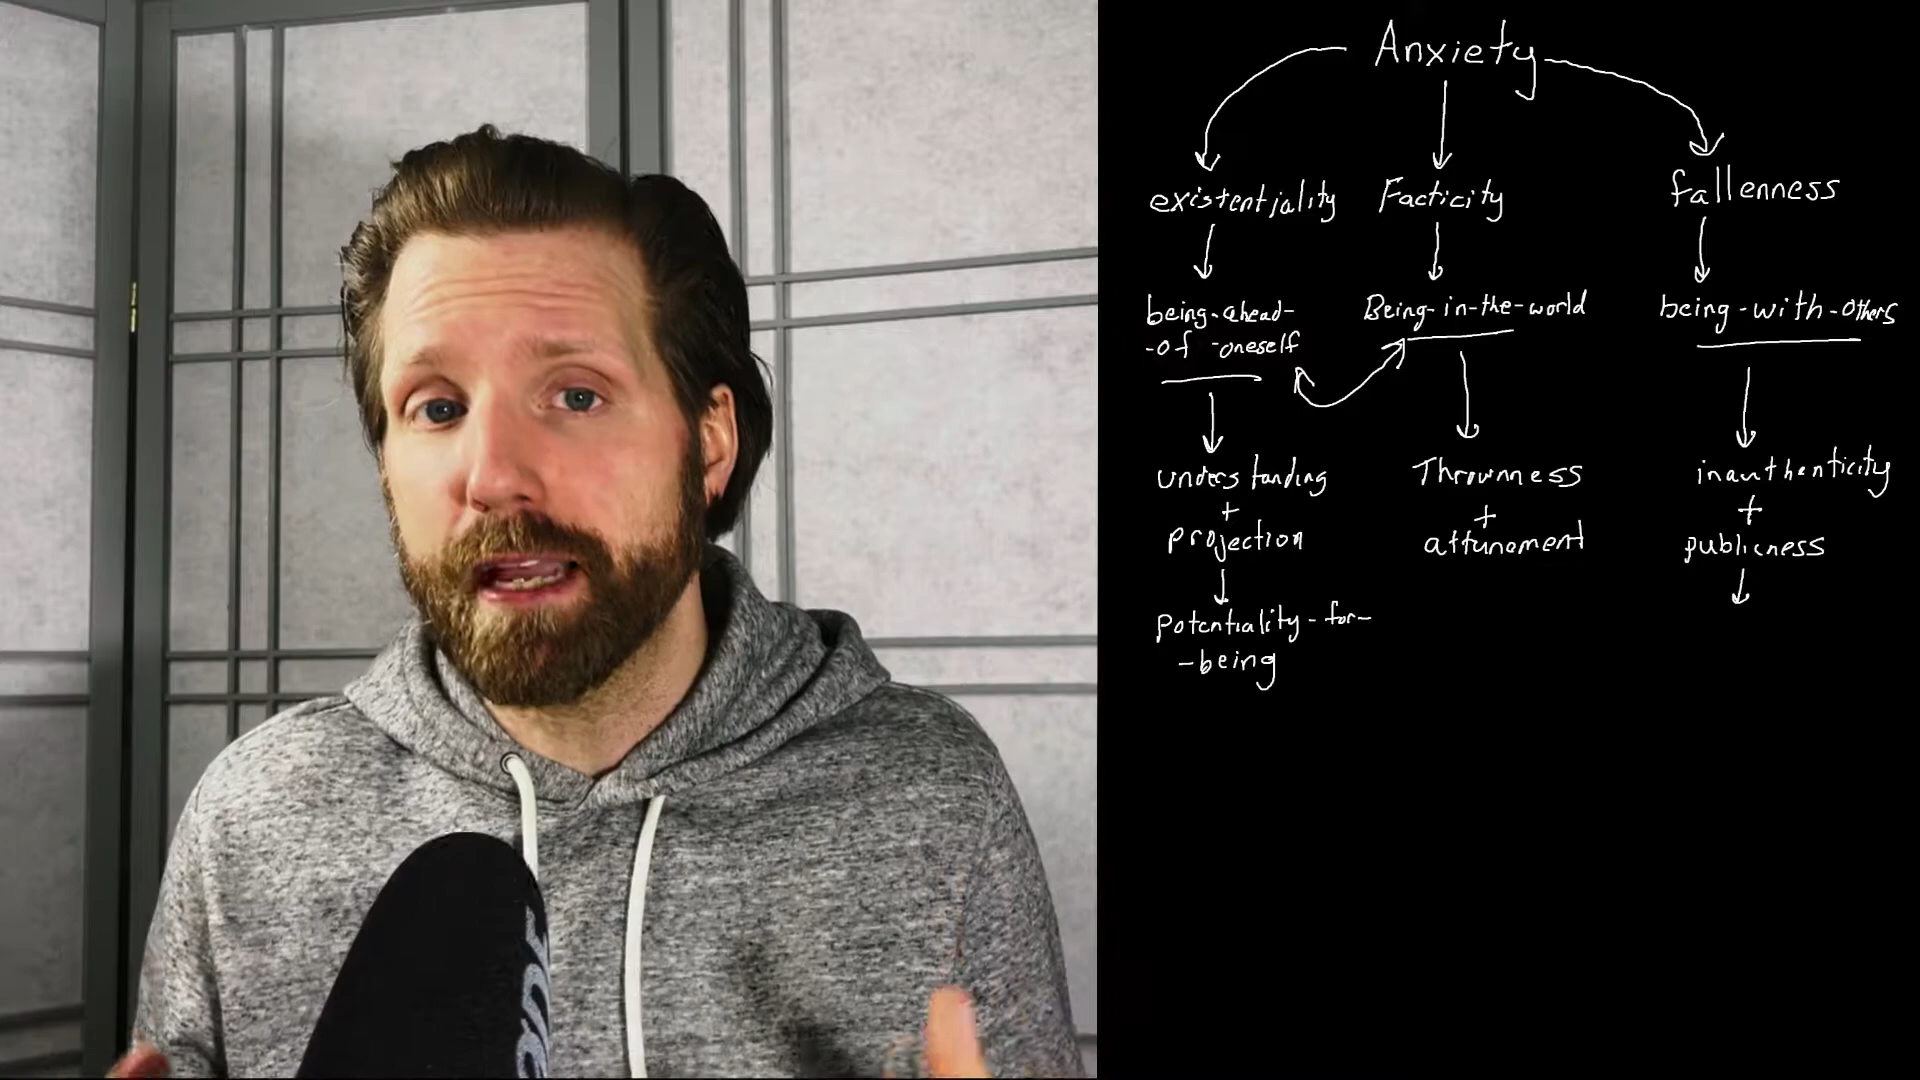 Anxiety
existentiality
Facticity
fallenness
being-ahead-
-of-oneself
Being-in-the-world
being-with-others
understanding
+
projection
Thrownness
+
attunement
inauthenticity
+
publicness
potentiality-for-
-being
RODE